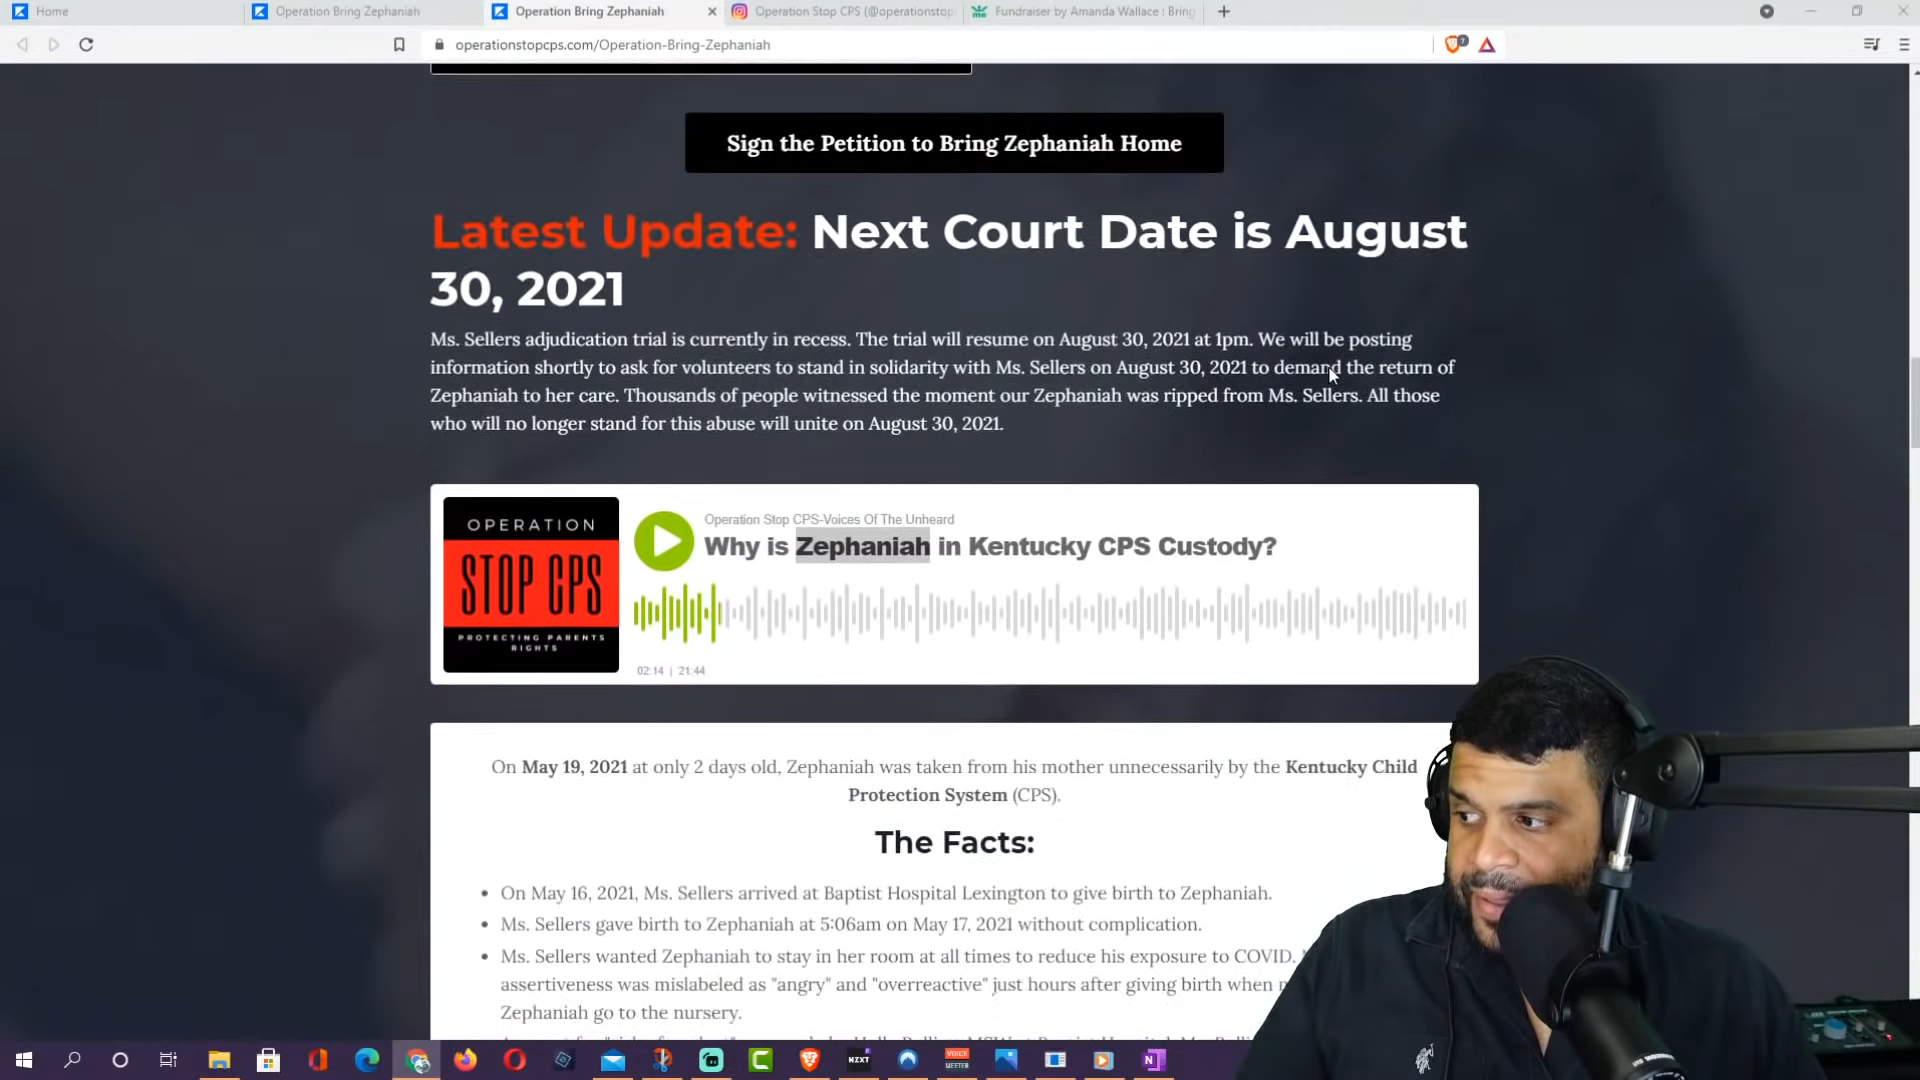 Home
Operation Bring Zephaniah
Operation Bring Zephaniah
Operation Stop CPS (@operationstop
Fundraiser by Amanda Wallace : Bring
operationstopcps.com/Operation-Bring-Zephaniah
Sign the Petition to Bring Zephaniah Home
Latest Update: Next Court Date is August
30, 2021
Ms. Sellers adjudication trial is currently in recess. The trial will resume on August 30, 2021 at 1pm. We will be posting
information shortly to ask for volunteers to stand in solidarity with Ms. Sellers on August 30, 2021 to demand the return of
Zephaniah to her care. Thousands of people witnessed the moment our Zephaniah was ripped from Ms. Sellers. All those
who will no longer stand for this abuse will unite on August 30, 2021.
OPERATION
STOP CPS
PROTECTING PARENTS
RIGHTS
Operation Stop CPS-Voices Of The Unheard
Why is Zephaniah in Kentucky CPS Custody?
02:14 | 21:44
On May 19, 2021 at only 2 days old, Zephaniah was taken from his mother unnecessarily by the Kentucky Child
Protection System (CPS).
The Facts:
On May 16, 2021, Ms. Sellers arrived at Baptist Hospital Lexington to give birth to Zephaniah.
Ms. Sellers gave birth to Zephaniah at 5:06am on May 17, 2021 without complication.
Ms. Sellers wanted Zephaniah to stay in her room at all times to reduce his exposure to COVID.
assertiveness was mislabeled as "angry" and "overreactive" just hours after giving birth when
Zephaniah go to the nursery.
NZXT
VOICE
MEETER